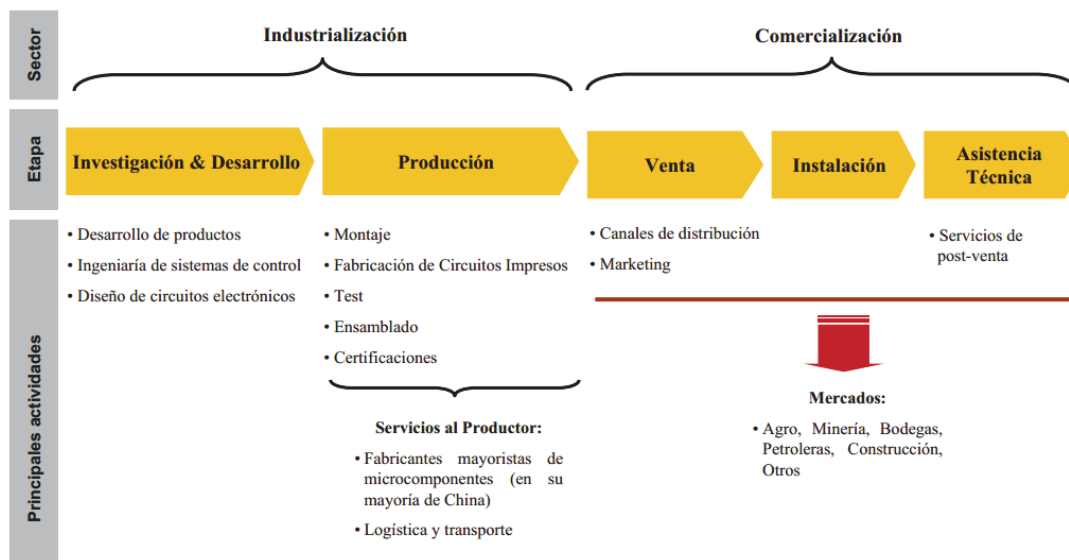 Sector
Industrialización
Comercialización
Etapa
Investigación & Desarrollo
Producción
Venta
Instalación
Asistencia
Técnica
Principales actividades
• Desarrollo de productos
• Ingeniaría de sistemas de control
• Diseño de circuitos electrónicos
• Montaje
• Fabricación de Circuitos Impresos
• Test
• Ensamblado
• Certificaciones
Servicios al Productor:
• Fabricantes mayoristas de
microcomponentes (en su
mayoría de China)
• Logística y transporte
• Canales de distribución
• Marketing
• Servicios de
post-venta
Mercados:
• Agro, Minería, Bodegas,
Petroleras, Construcción,
Otros